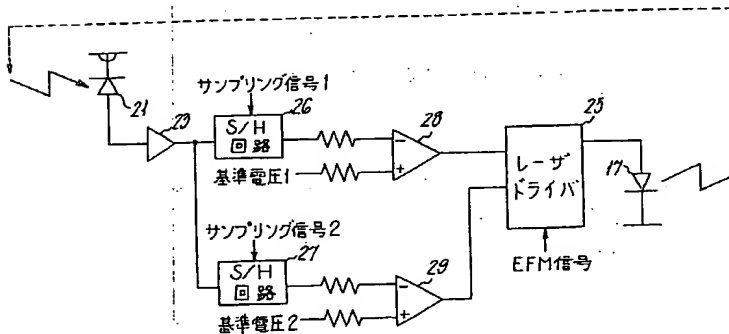 サンプリング信号1
21
23
26
S/H
回路
28
25
基準電圧1
レーザ
ドライバ
17
サンプリング信号2
27
S/H
回路
29
EFM信号
基準電圧2